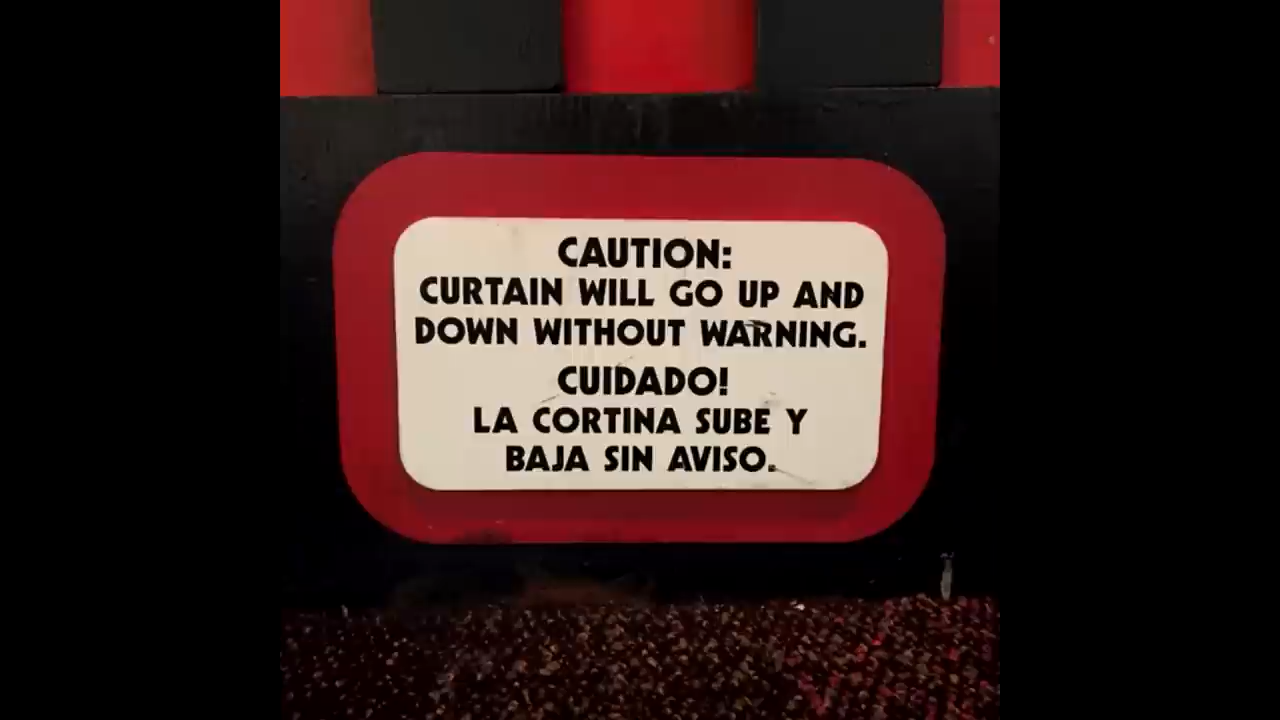 CAUTION:
CURTAIN WILL GO UP AND
DOWN WITHOUT WARNING.
CUIDADO!
LA CORTINA SUBE Y
BAJA SIN AVISO.